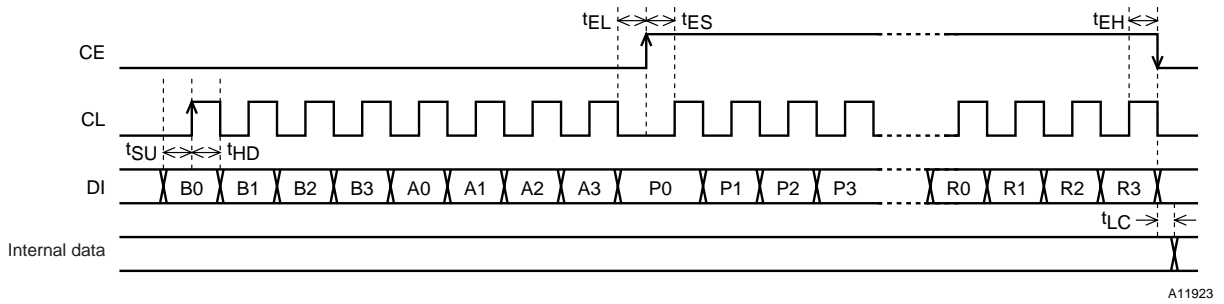 tEL tES tEH
CE
CL
tSU tHD
DI B0 B1 B2 B3 A0 A1 A2 A3 P0 P1 P2 P3 R0 R1 R2 R3
tLC
Internal data
A11923